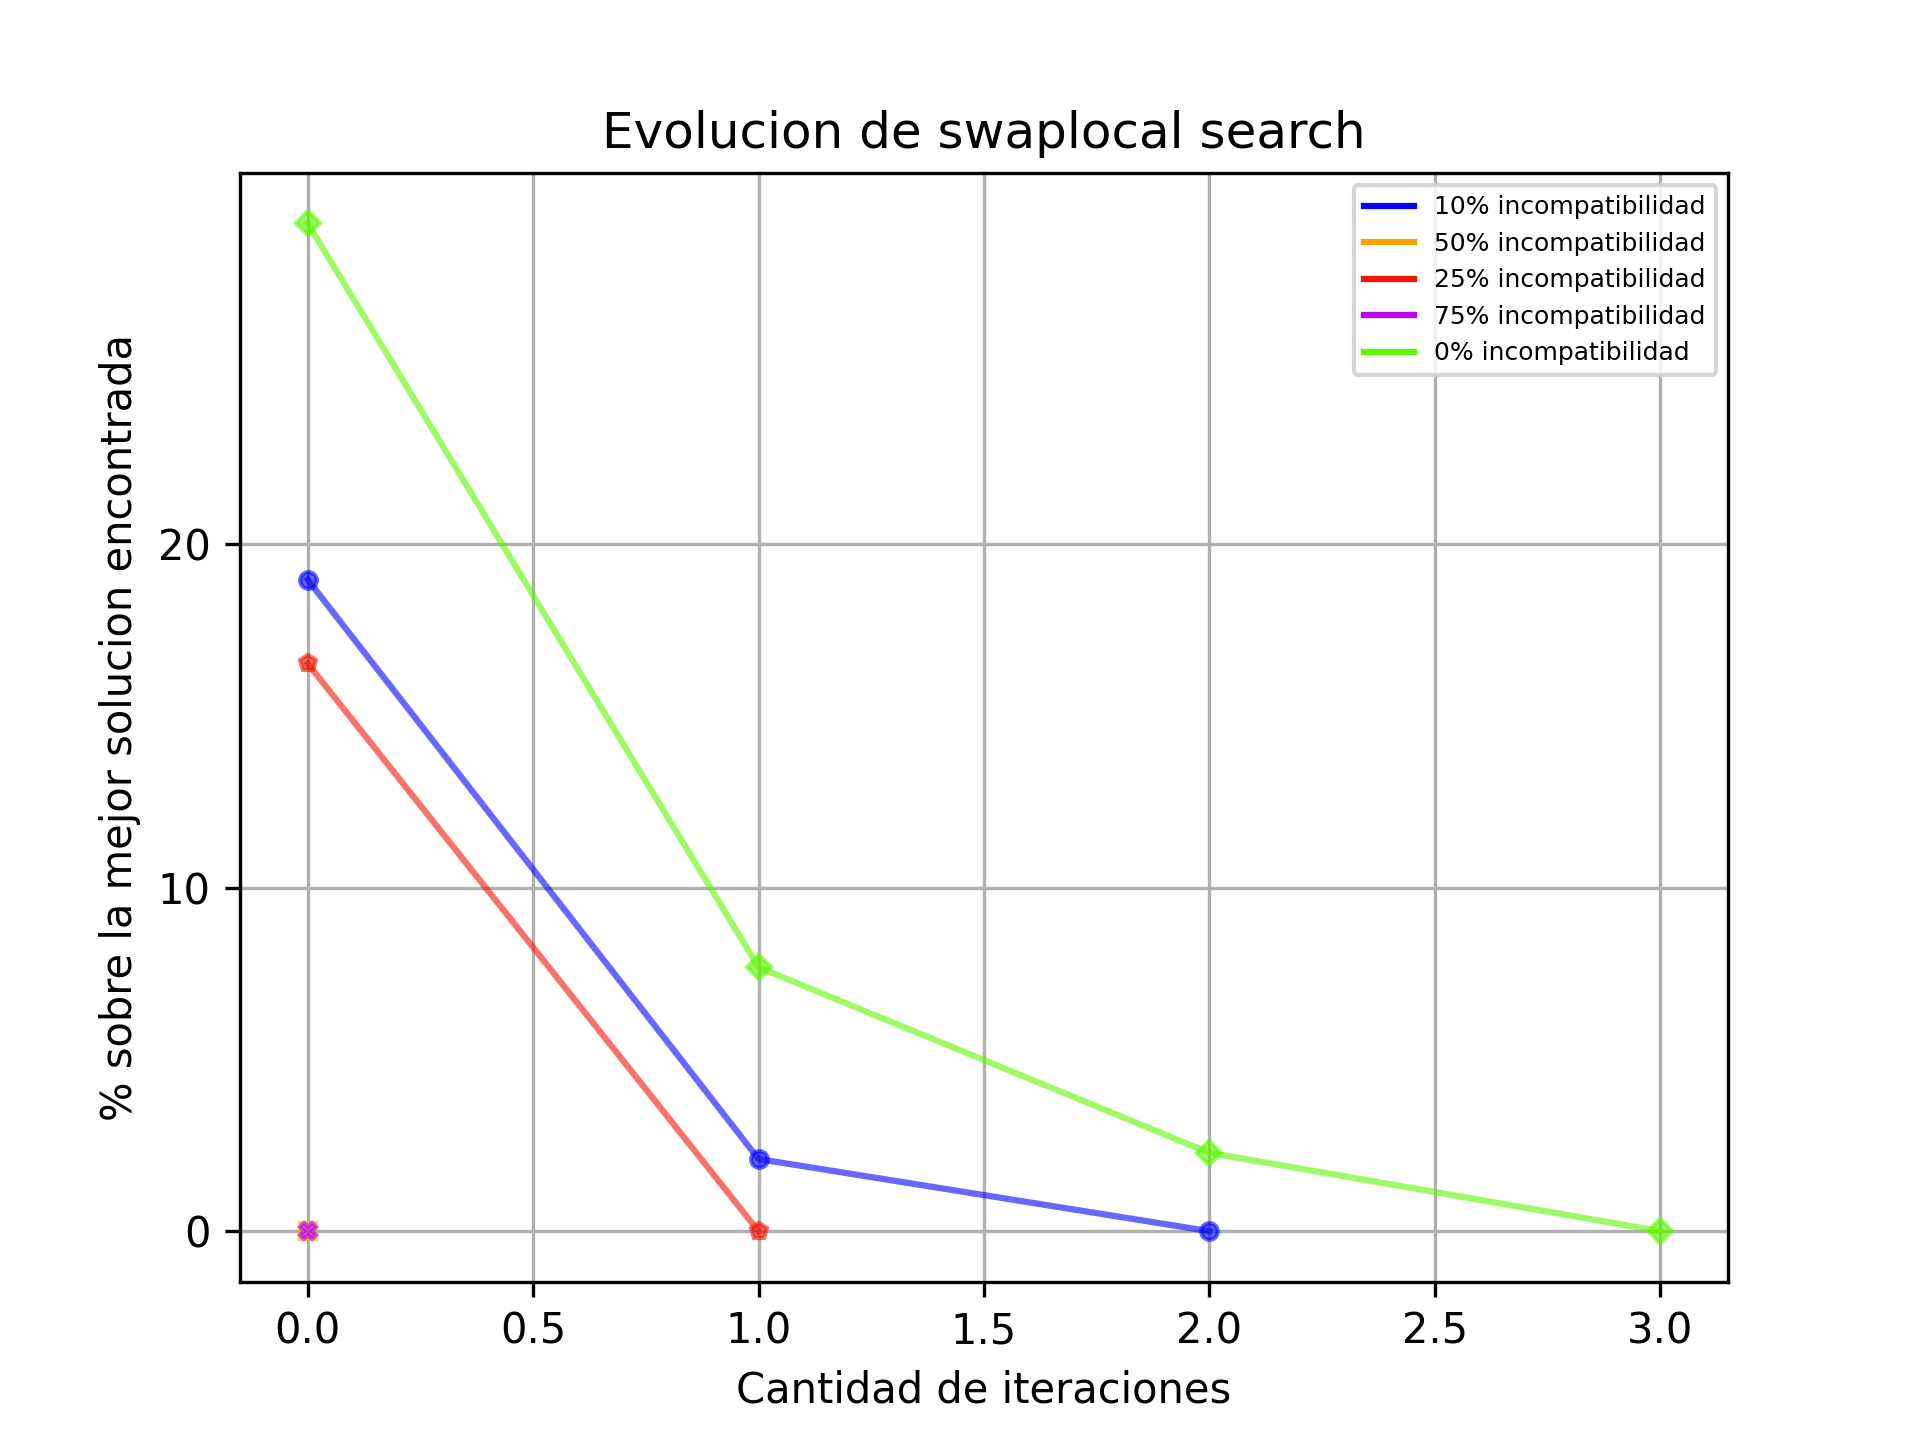 Evolucion de swaplocal search
10% incompatibilidad
50% incompatibilidad
25% incompatibilidad
75% incompatibilidad
0% incompatibilidad
% sobre la mejor solucion encontrada
20
10
0
0.0 0.5 1.0 1.5 2.0 2.5 3.0
Cantidad de iteraciones